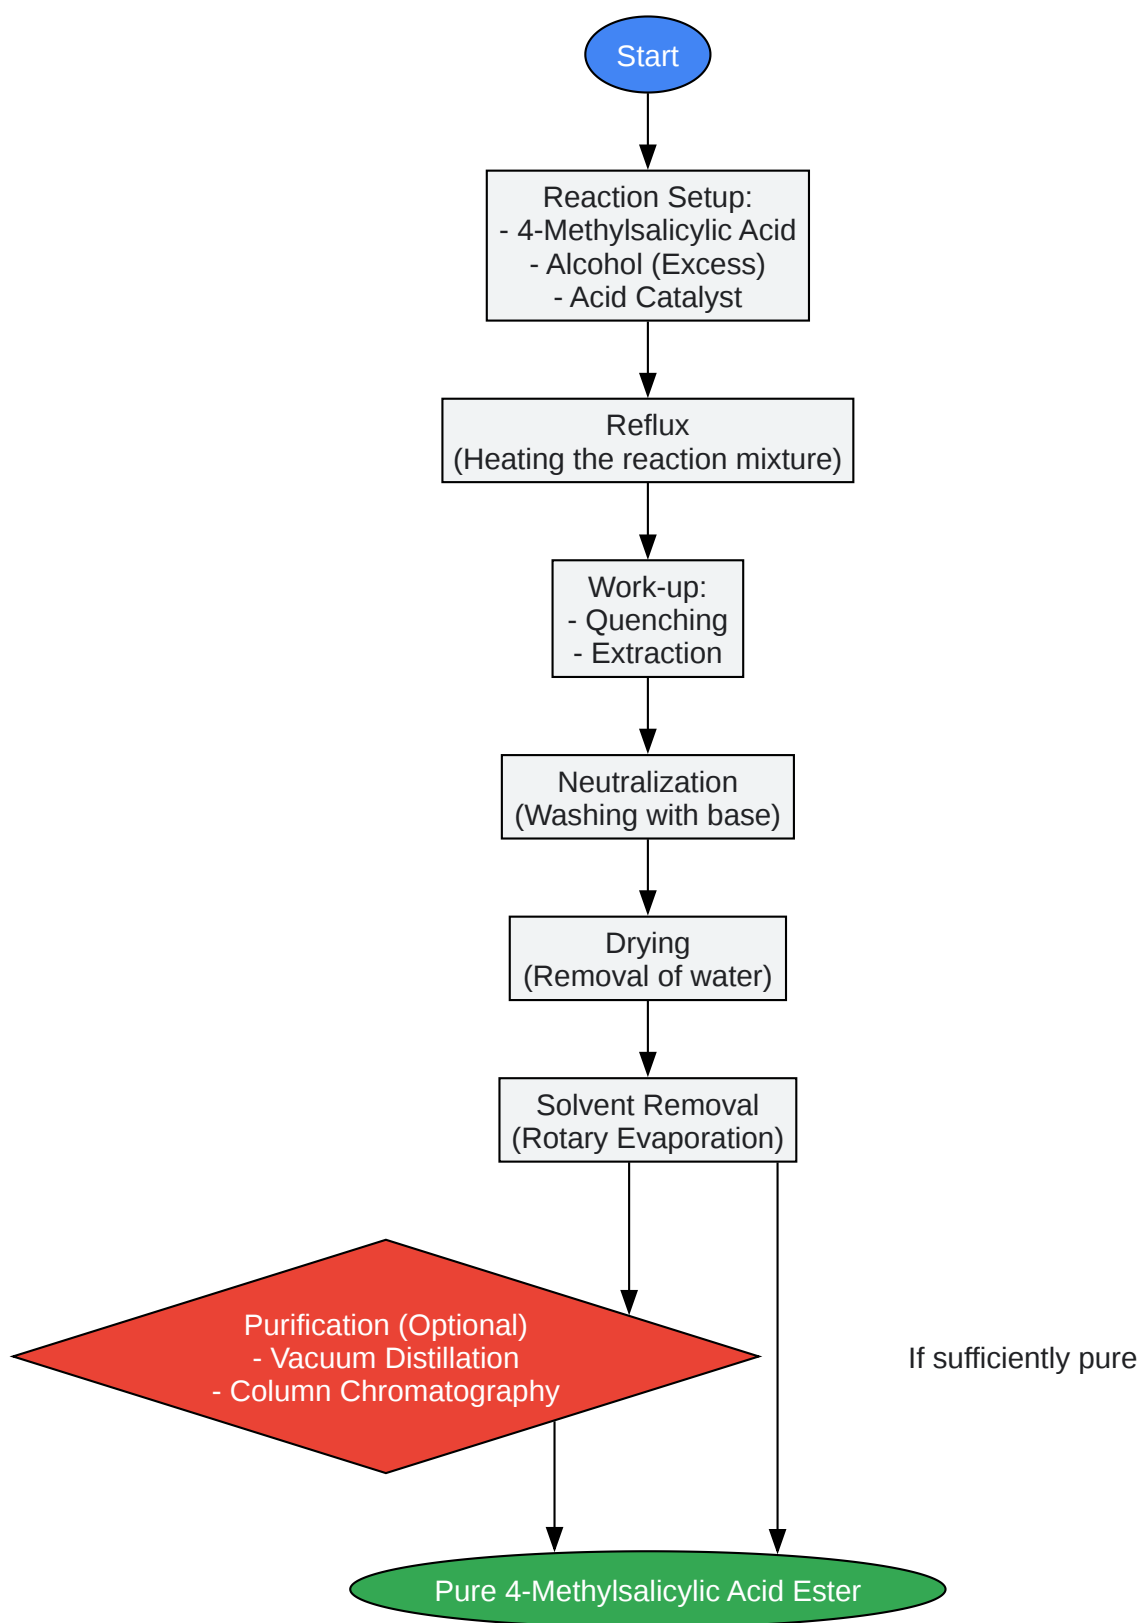 Start
Reaction Setup:
- 4-Methylsalicylic Acid
- Alcohol (Excess)
- Acid Catalyst
Reflux
(Heating the reaction mixture)
Work-up:
- Quenching
- Extraction
Neutralization
(Washing with base)
Drying
(Removal of water)
Solvent Removal
(Rotary Evaporation)
Purification (Optional)
- Vacuum Distillation
- Column Chromatography
If sufficiently pure
Pure 4-Methylsalicylic Acid Ester